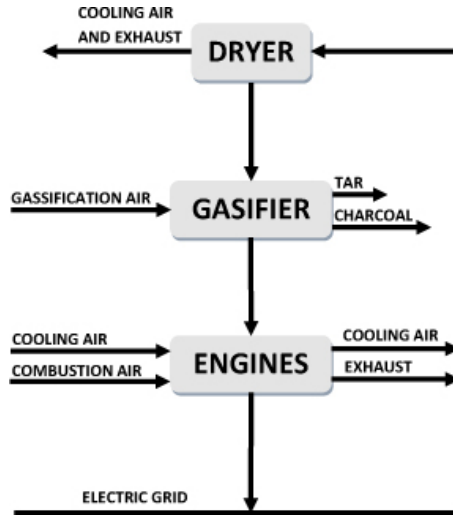 COOLING AIR
AND EXHAUST
DRYER
TAR
GASSIFICATION AIR
GASIFIER
CHARCOAL
COOLING AIR
COOLING AIR
ENGINES
COMBUSTION AIR
EXHAUST
ELECTRIC GRID